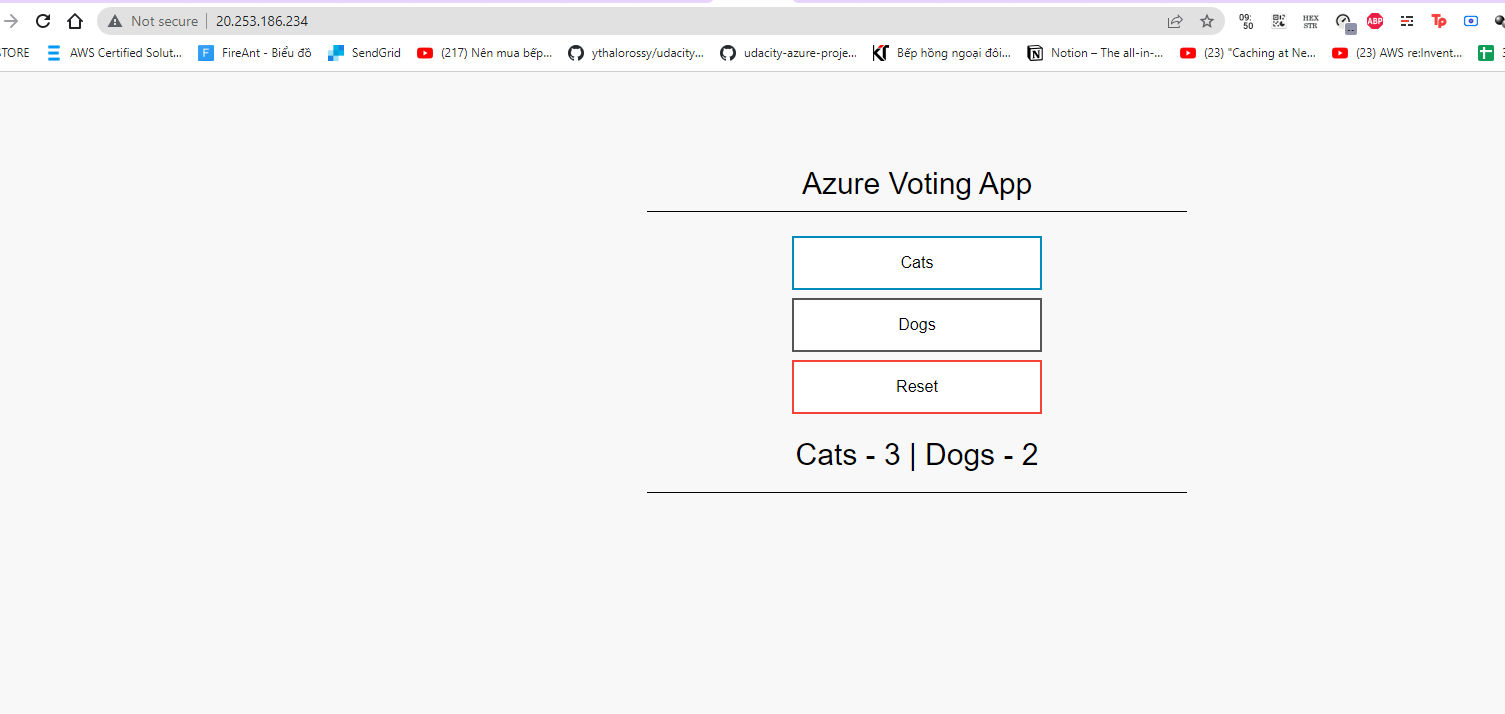 Not secure 20.253.186.234 09: 50 HEX STR ABP Tp
STORE AWS Certified Solut... F FireAnt - Biểu đồ SendGrid (217) Nên mua bếp... ythalorossy/udacity... udacity-azure-proje... Bếp hồng ngoại đôi... Notion – The all-in-... (23) "Caching at Ne... (23) AWS re:Invent...
Azure Voting App
Cats
Dogs
Reset
Cats - 3 | Dogs - 2